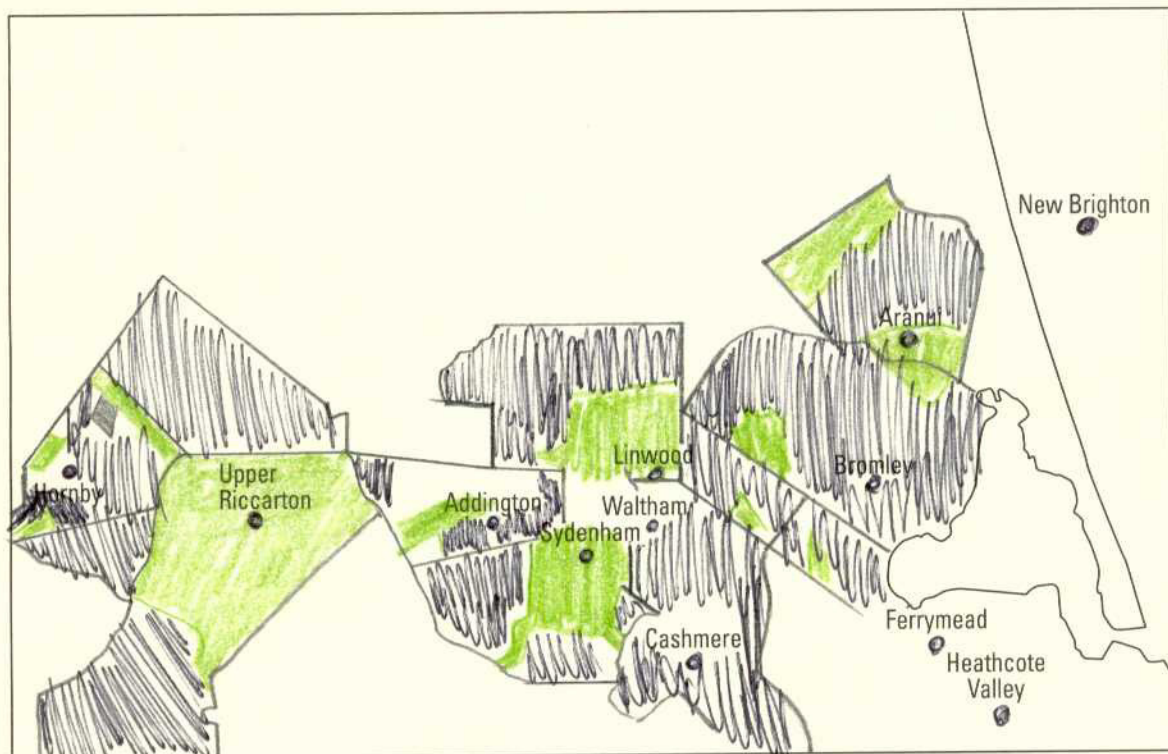 New Brighton
Aranui
Linwood
Bromley
Hornby
Upper
Riccarton
Addington
Waltham
Sydenham
Ferrymead
Cashmere
Heathcote
Valley